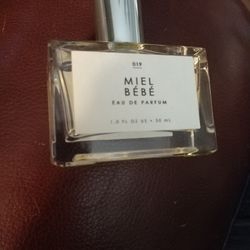 019
MIEL
BÉBÉ
EAU DE PARFUM
1.0 FL OZ US • 30 ML